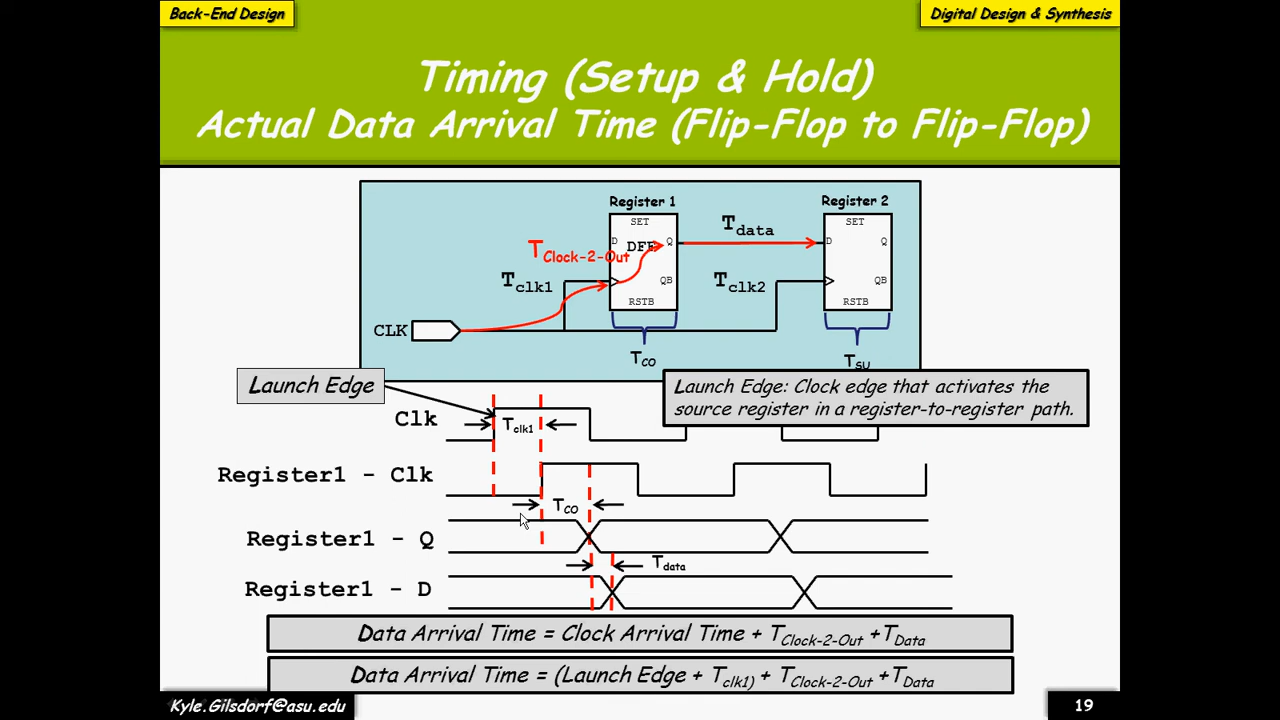 Back-End Design
Digital Design & Synthesis
Timing (Setup & Hold)
Actual Data Arrival Time (Flip-Flop to Flip-Flop)
Register 1
Register 2
SET
SET
D
DFF
Q
D
Q
TClock-2-Out
Tdata
Tclk1
Tclk2
QB
QB
RSTB
RSTB
CLK
TCO
TSU
Launch Edge
Launch Edge: Clock edge that activates the
source register in a register-to-register path.
Clk
Tclk1
Register1 - Clk
TCO
Register1 - Q
Tdata
Register1 - D
Data Arrival Time = Clock Arrival Time + TClock-2-Out +TData
Data Arrival Time = (Launch Edge + Tclk1) + TClock-2-Out +TData
Kyle.Gilsdorf@asu.edu
19